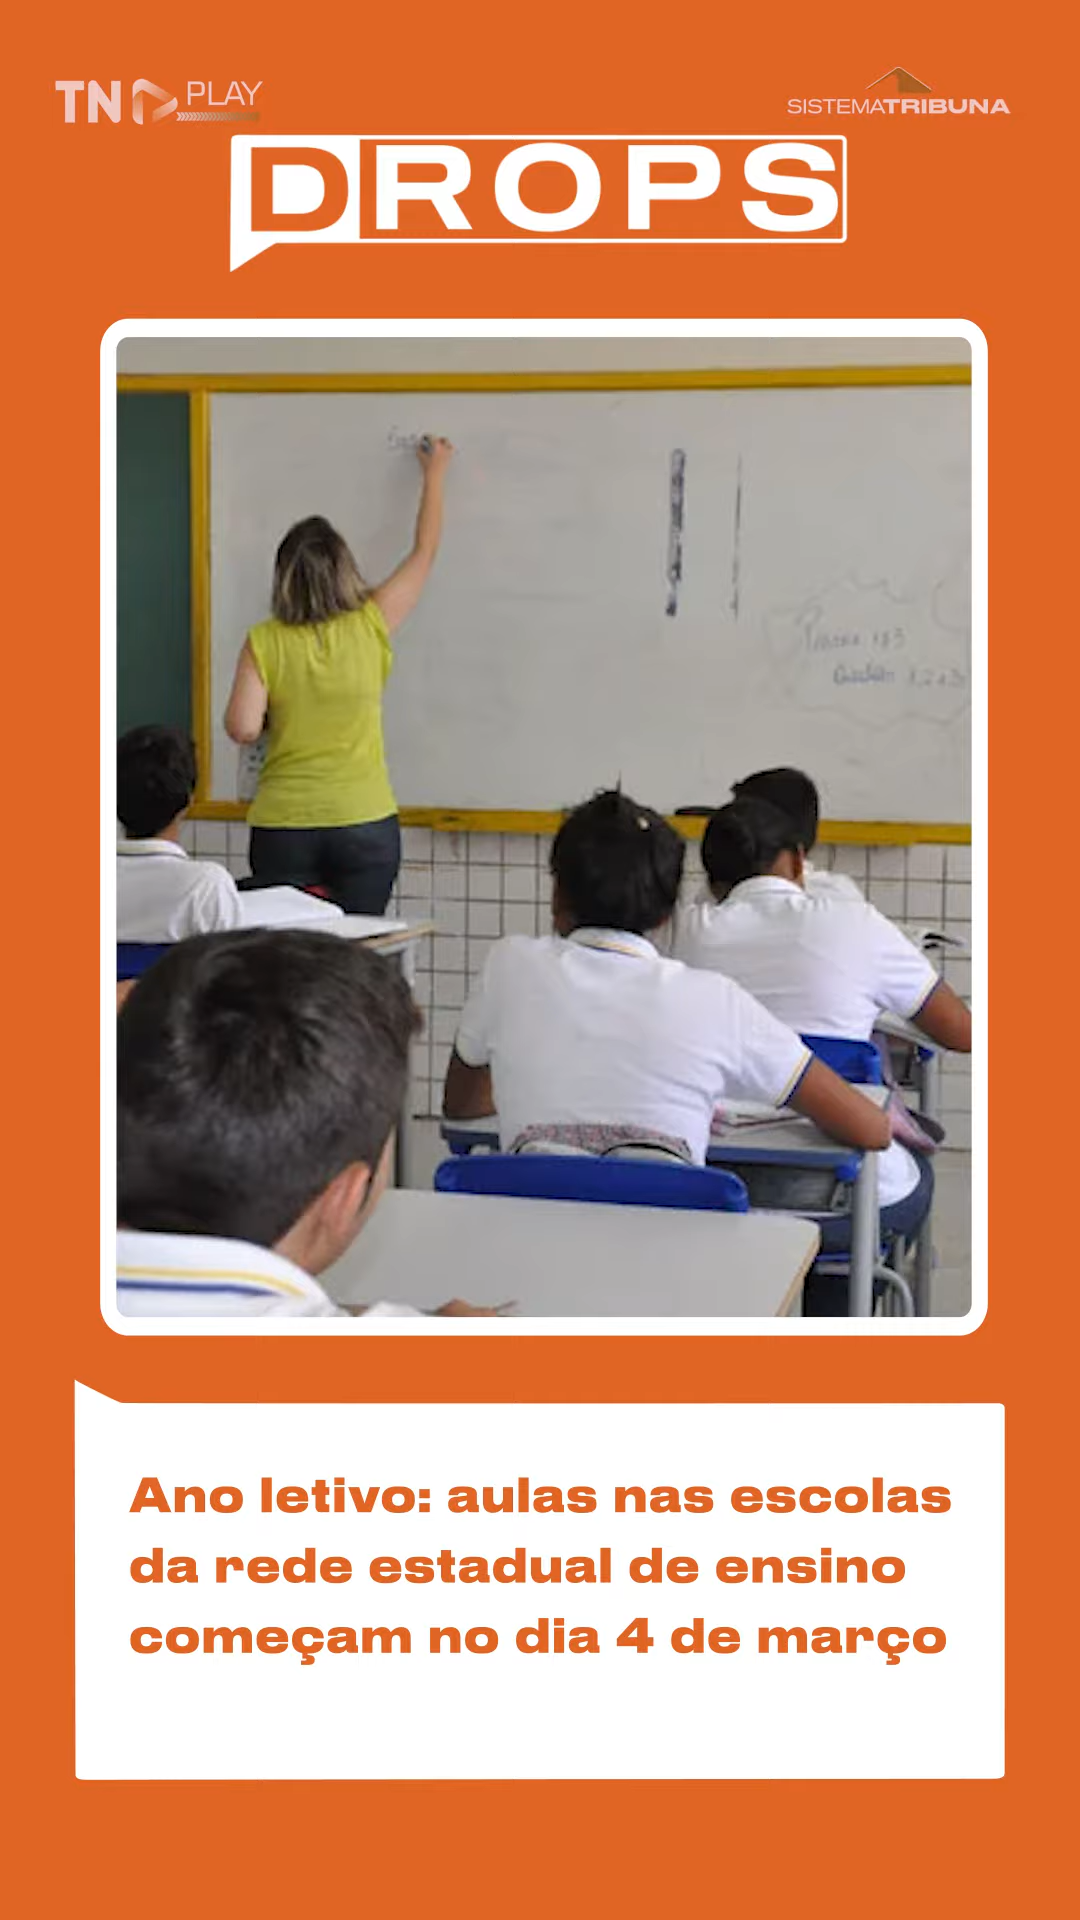 TN PLAY
SISTEMATRIBUNA
DROPS
Ano letivo: aulas nas escolas
da rede estadual de ensino
começam no dia 4 de março